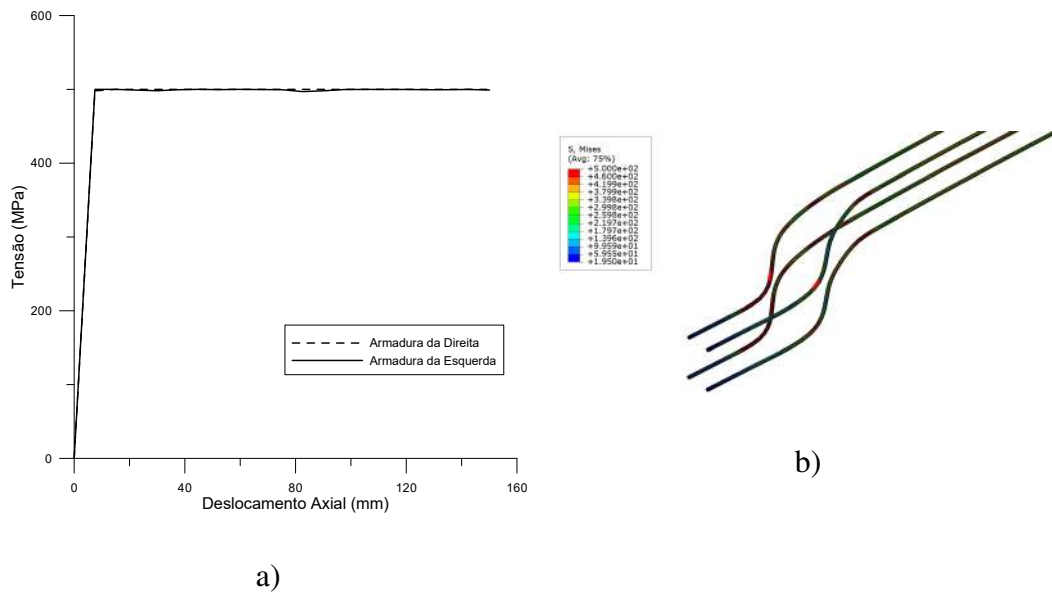 600
400
200
0
Tensão (MPa)
Armadura da Direita
Armadura da Esquerda
0
40
80
120
160
Deslocamento Axial (mm)
a)
S, Mises
(Avg: 75%)
+5.000e+02
+4.600e+02
+4.199e+02
+3.799e+02
+3.398e+02
+2.998e+02
+2.598e+02
+2.197e+02
+1.797e+02
+1.396e+02
+9.959e+01
+5.955e+01
+1.950e+01
b)